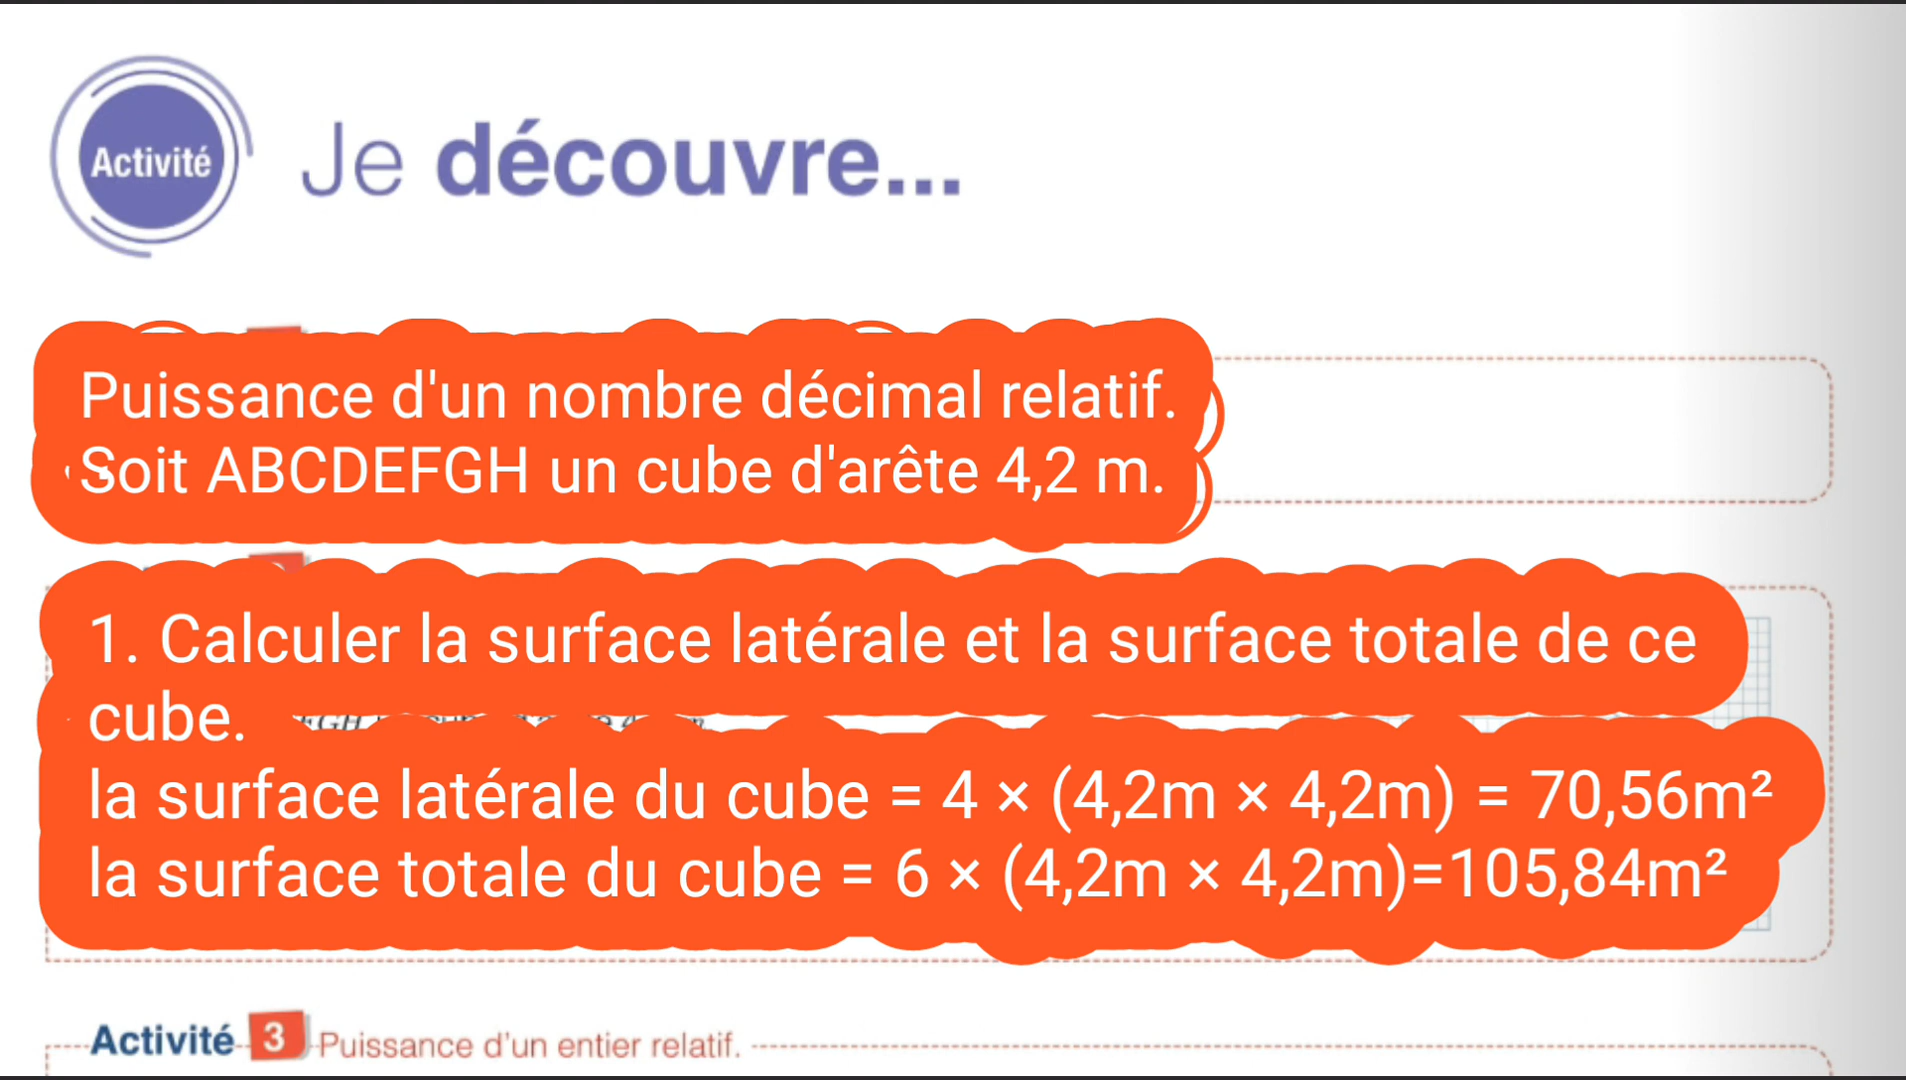 Activité
Je découvre...
Puissance d'un nombre décimal relatif.
Soit ABCDEFGH un cube d'arête 4,2 m.
1. Calculer la surface latérale et la surface totale de ce
cube.
la surface latérale du cube = 4 × (4,2m × 4,2m) = 70,56m²
la surface totale du cube = 6 × (4,2m × 4,2m)=105,84m²
Activité 3 Puissance d'un entier relatif.